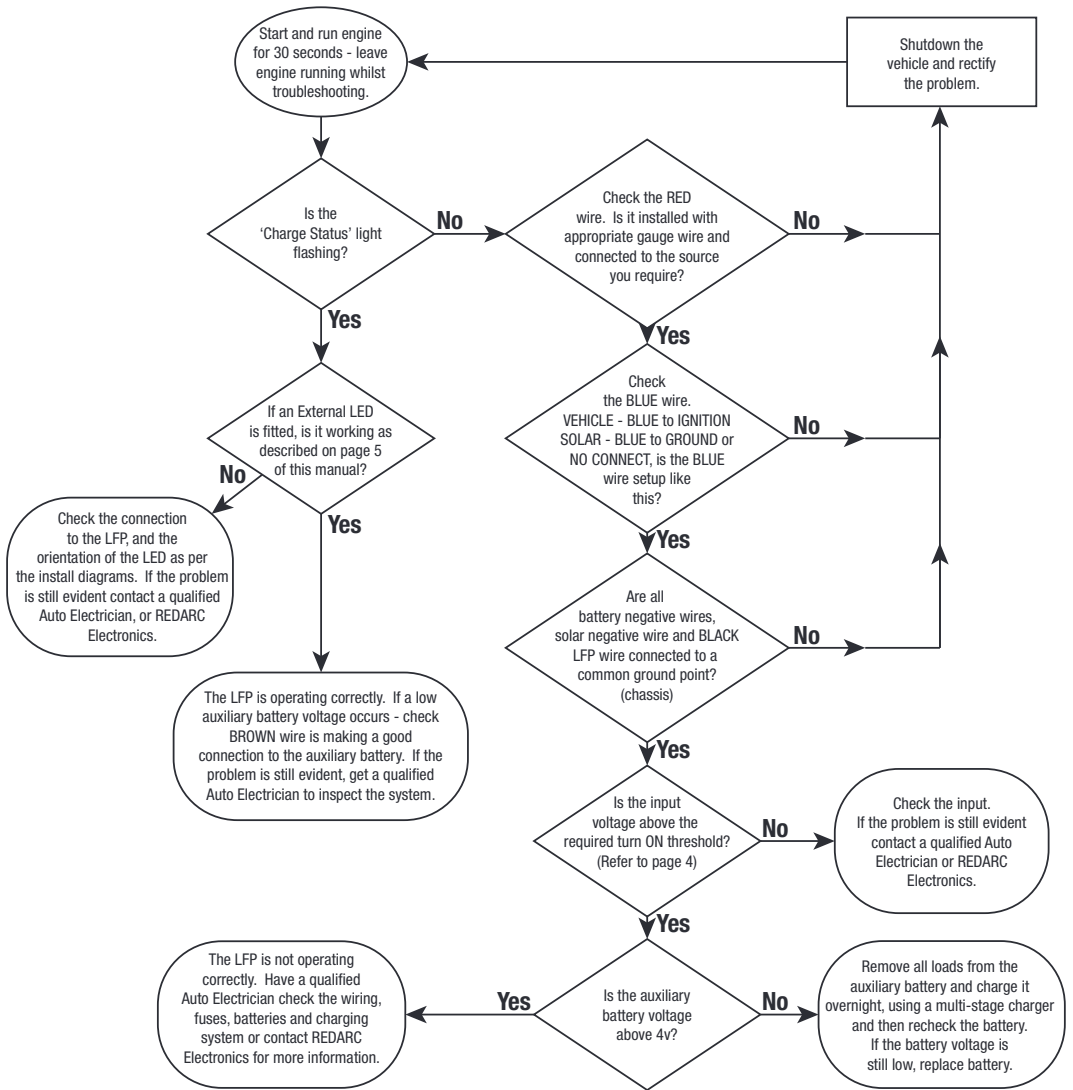 Start and run engine
for 30 seconds - leave
engine running whilst
troubleshooting.
Shutdown the
vehicle and rectify
the problem.
Is the
‘Charge Status’ light
flashing?
No
Check the RED
wire.  Is it installed with
appropriate gauge wire and
connected to the source
you require?
No
Yes
Yes
If an External LED
is fitted, is it working as
described on page 5
of this manual?
No
Yes
Check
the BLUE wire.
VEHICLE - BLUE to IGNITION
SOLAR - BLUE to GROUND or
NO CONNECT, is the BLUE
wire setup like
this?
No
Yes
Check the connection
to the LFP, and the
orientation of the LED as per
the install diagrams.  If the problem
is still evident contact a qualified
Auto Electrician, or REDARC
Electronics.
Are all
battery negative wires,
solar negative wire and BLACK
LFP wire connected to a
common ground point?
(chassis)
No
Yes
The LFP is operating correctly.  If a low
auxiliary battery voltage occurs - check
BROWN wire is making a good
connection to the auxiliary battery.  If the
problem is still evident, get a qualified
Auto Electrician to inspect the system.
Is the input
voltage above the
required turn ON threshold?
(Refer to page 4)
No
Yes
Check the input.
If the problem is still evident
contact a qualified Auto
Electrician or REDARC
Electronics.
The LFP is not operating
correctly.  Have a qualified
Auto Electrician check the wiring,
fuses, batteries and charging
system or contact REDARC
Electronics for more information.
Yes
Is the auxiliary
battery voltage
above 4v?
No
Remove all loads from the
auxiliary battery and charge it
overnight, using a multi-stage charger
and then recheck the battery.
If the battery voltage is
still low, replace battery.